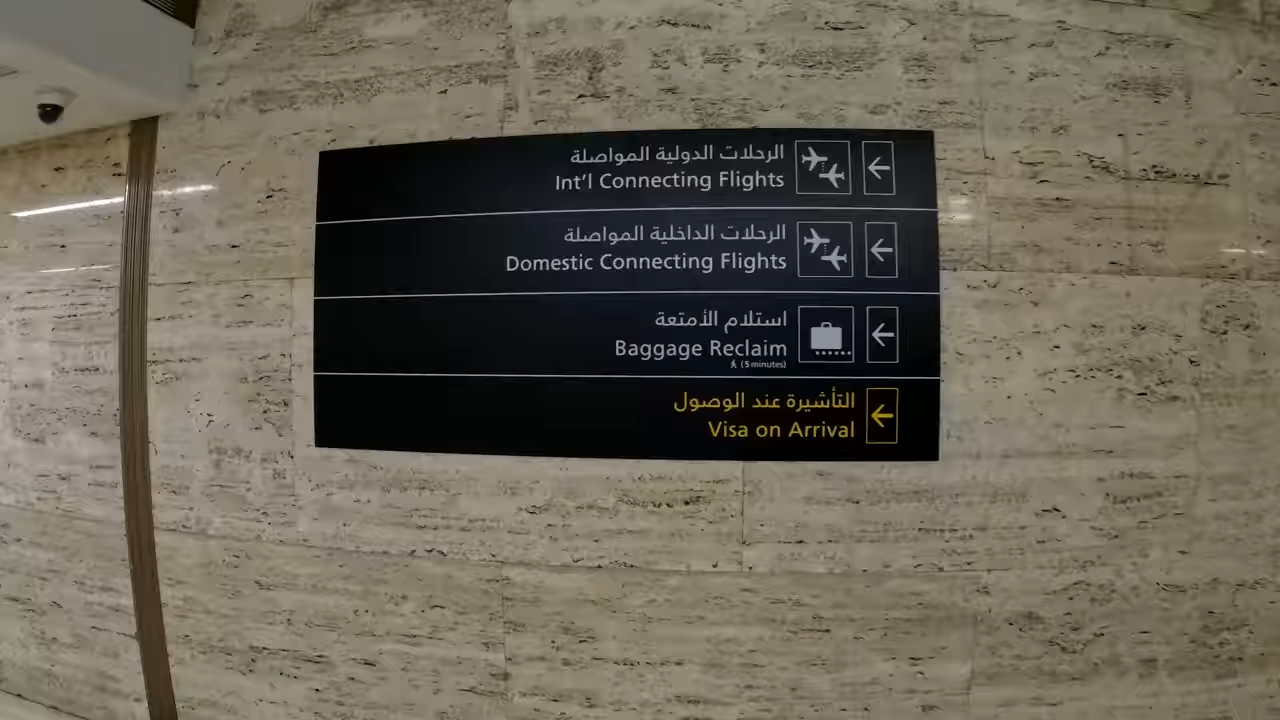 الرحلات الدولية المواصلة
Int'l Connecting Flights
الرحلات الداخلية المواصلة
Domestic Connecting Flights
استلام الأمتعة
Baggage Reclaim
(5 minutes)
التأشيرة عند الوصول
Visa on Arrival